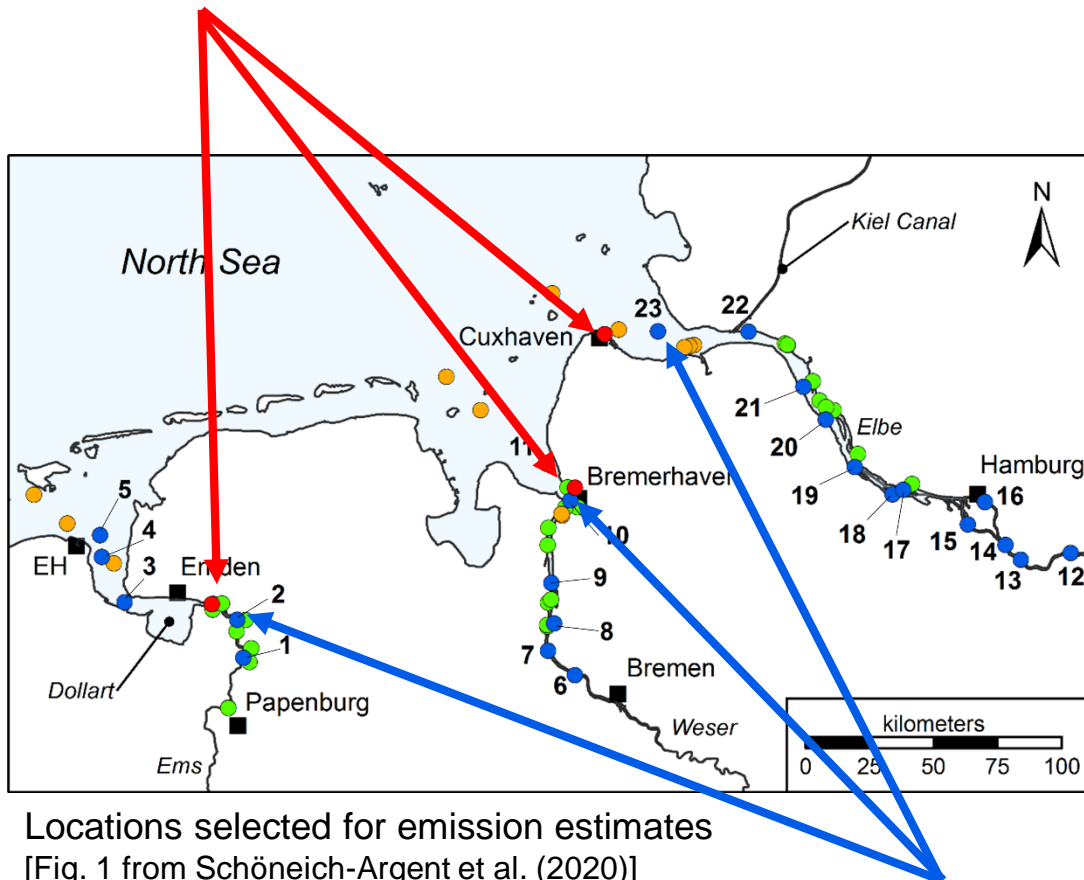 N
Kiel Canal
North Sea
23
22
Cuxhaven
21
20
Elbe
11
Bremerhaven
Hamburg
19
16
5
18
17
15
14
4
10
13
12
EH
3
Emden
2
9
1
8
7
Bremen
Dollart
6
Papenburg
kilometers
Weser
0 25 50 75 100
Ems
Locations selected for emission estimates
[Fig. 1 from Schöneich-Argent et al. (2020)]